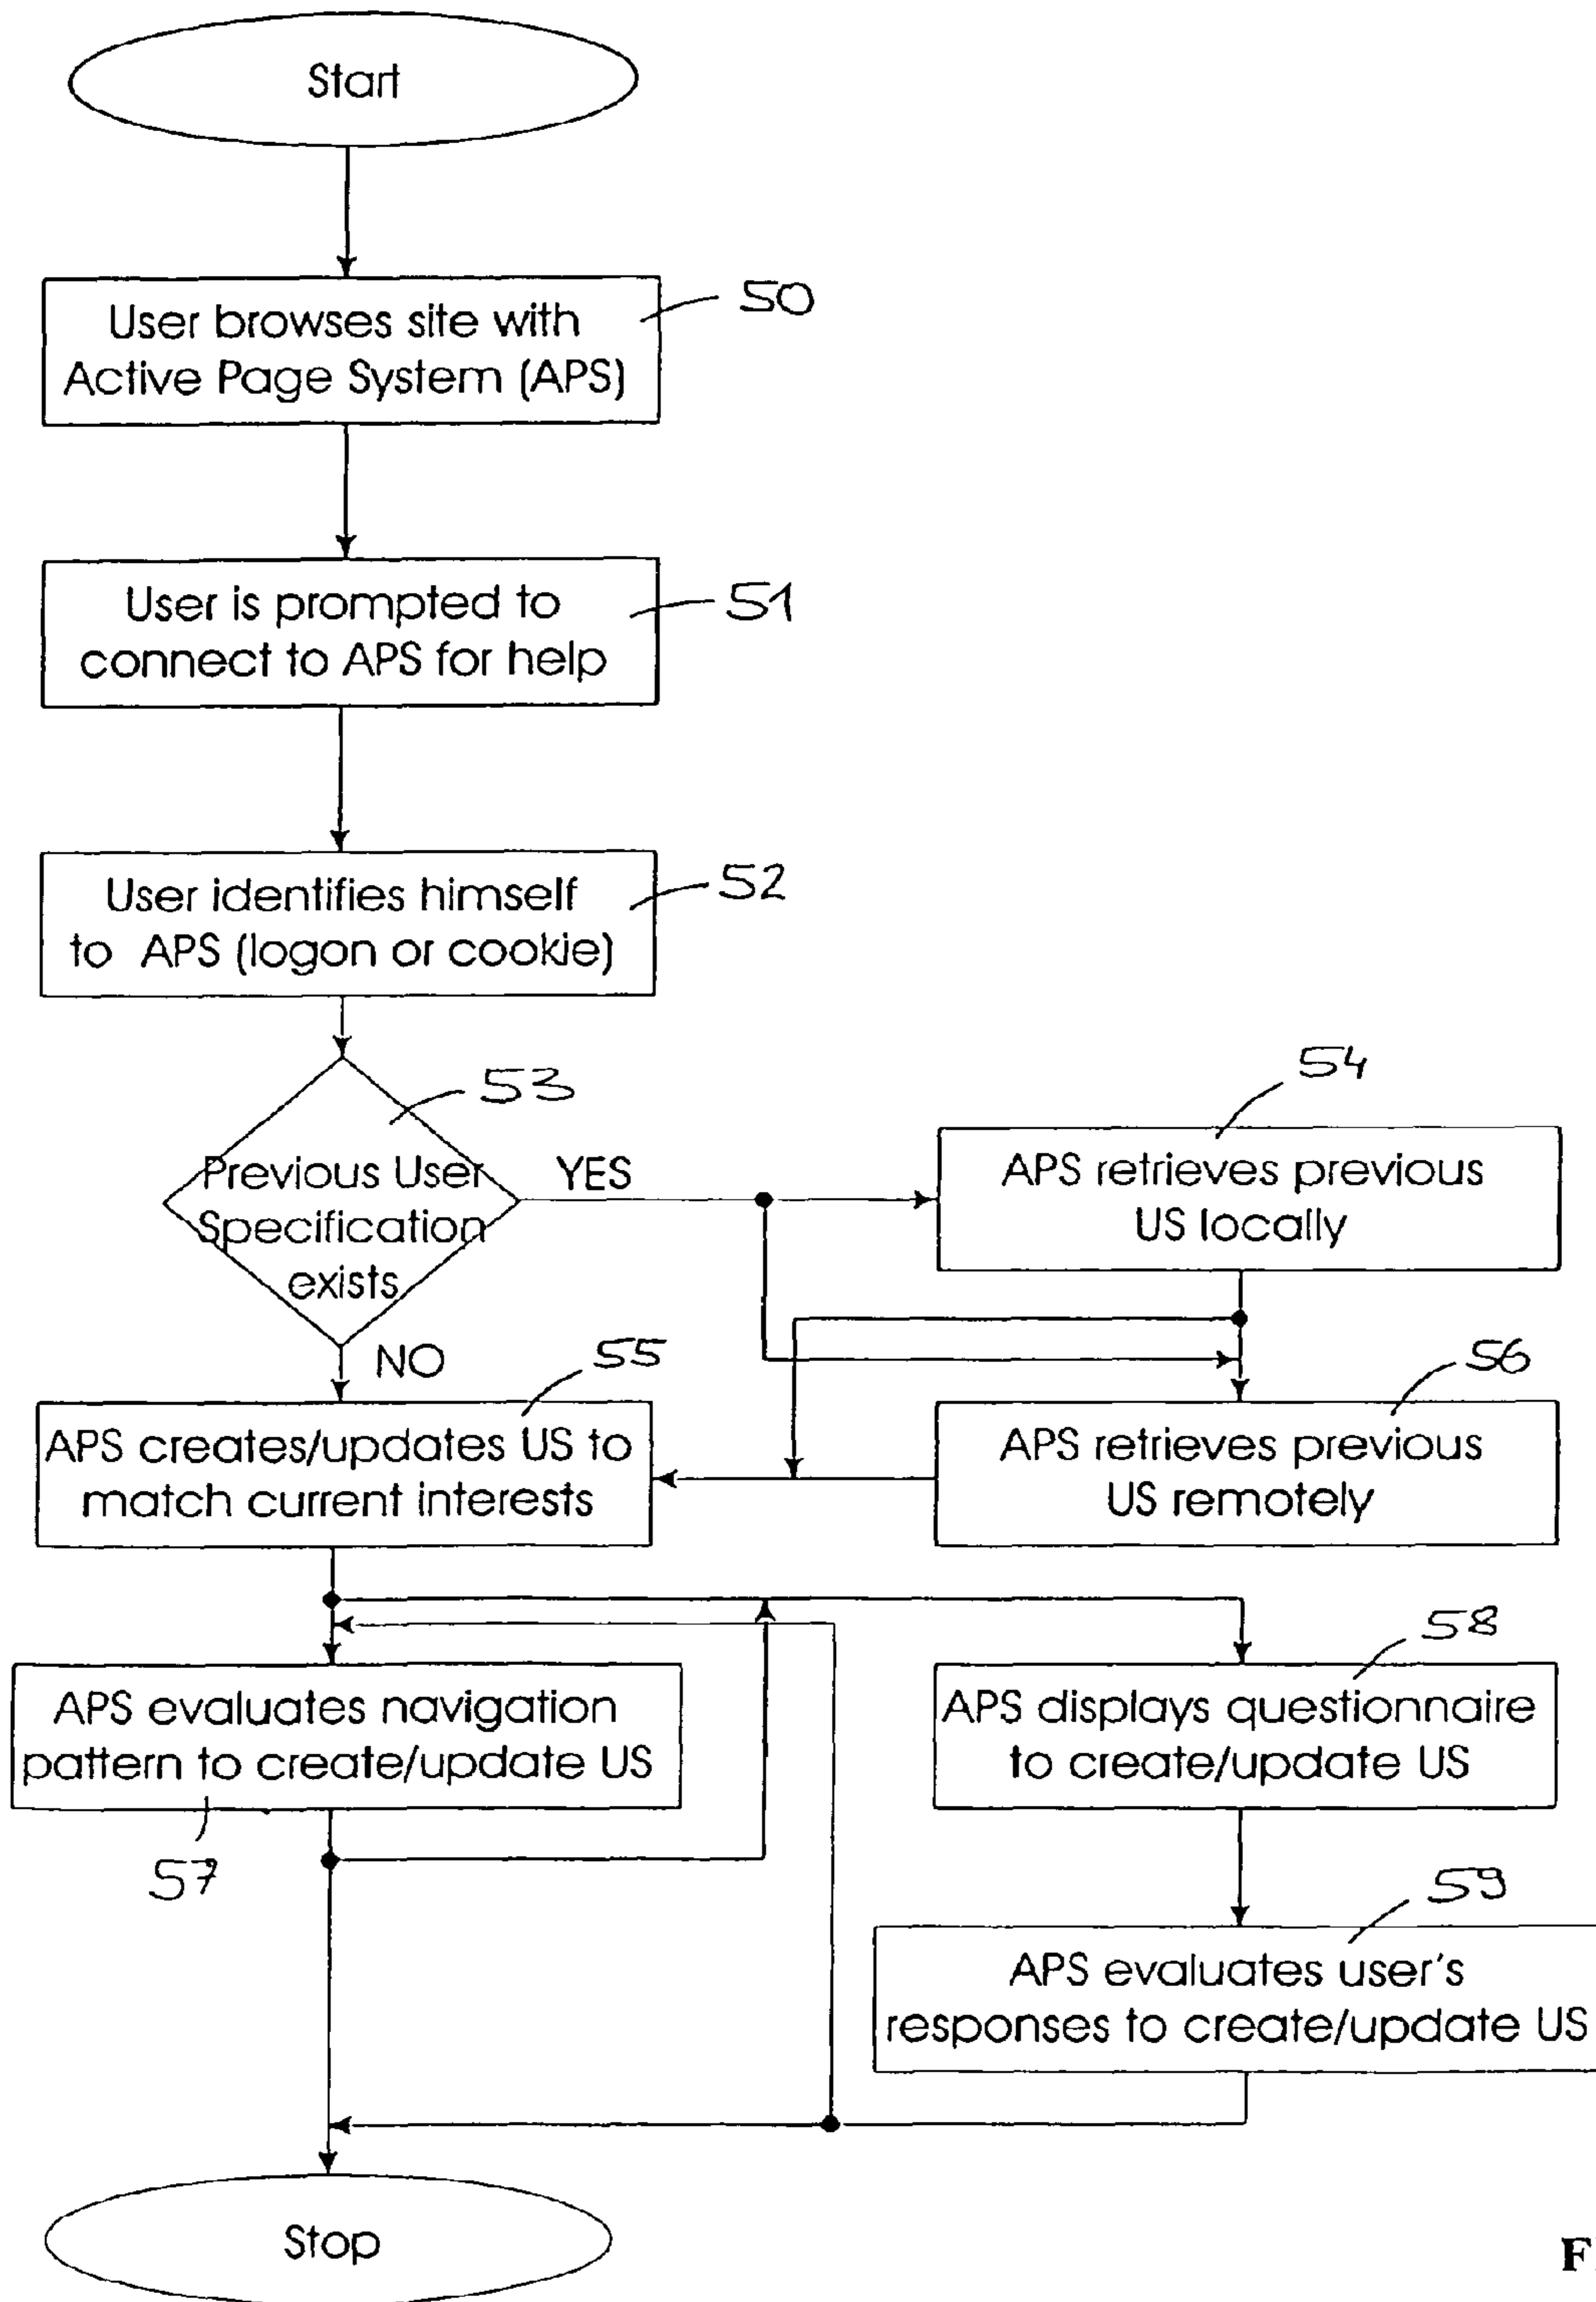 Start
User browses site with
Active Page System (APS)
50
User is prompted to
connect to APS for help
51
User identifies himself
to APS (logon or cookie)
52
53
Previous User
Specification
exists
YES
NO
54
APS retrieves previous
US locally
55
APS creates/updates US to
match current interests
56
APS retrieves previous
US remotely
APS evaluates navigation
pattern to create/update US
57
58
APS displays questionnaire
to create/update US
59
APS evaluates user's
responses to create/update US
Stop